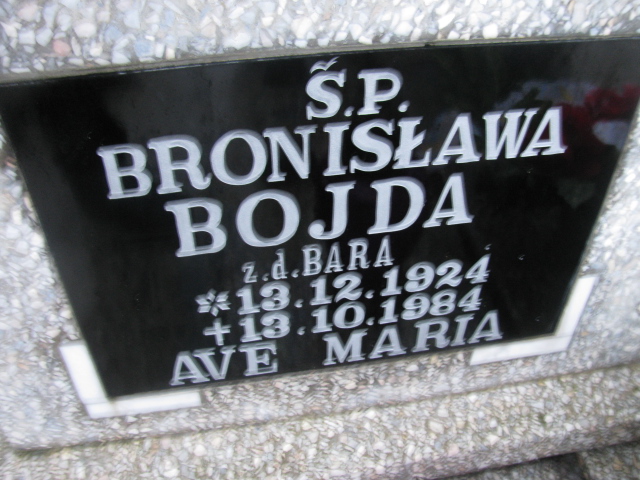 Ś.P.
BRONISŁAWA
BOJDA
z.d.BARA
* 13.12.1924
+ 13.10.1984
AVE MARIA